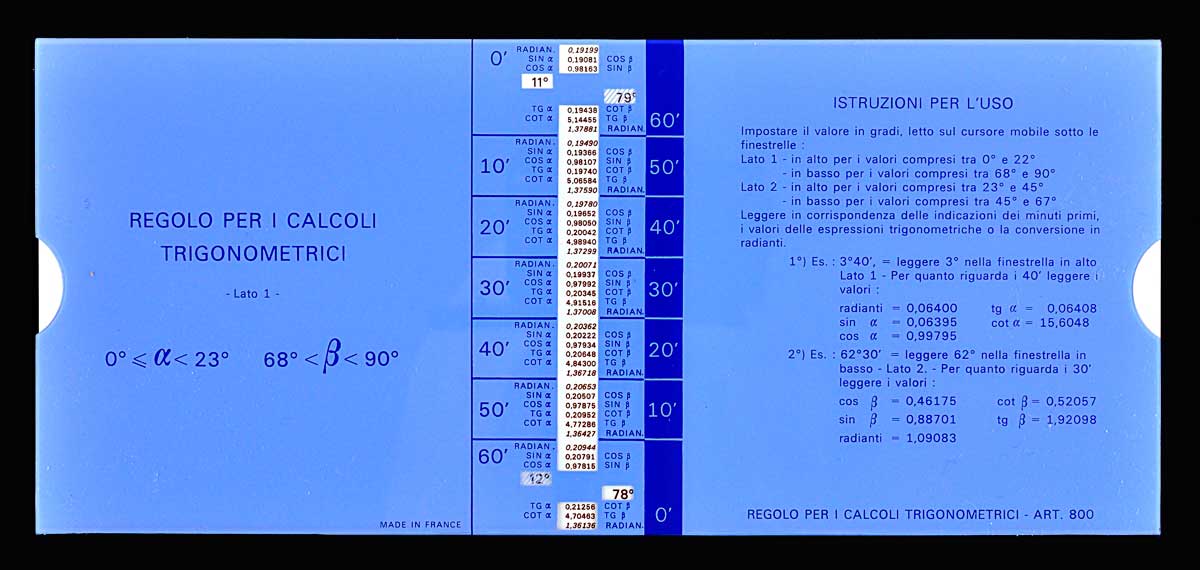 REGOLO PER I CALCOLI
TRIGONOMETRICI
- Lato 1 -
0° ⩽ α < 23° 68° < β < 90°
MADE IN FRANCE
0′ RADIAN. 0,19199
SIN α 0,19081 COS β
COS α 0,98163 SIN β
11°
79°
TG α 0,19438 COT β
COT α 5,14455 TG β
1,37881 RADIAN. 60′
RADIAN. 0,19490
SIN α 0,19366 COS β
10′ COS α 0,98107 SIN β 50′
TG α 0,19740 COT β
COT α 5,06584 TG β
1,37590 RADIAN.
RADIAN. 0,19780
SIN α 0,19652 COS β
20′ COS α 0,98050 SIN β 40′
TG α 0,20042 COT β
COT α 4,98940 TG β
1,37299 RADIAN.
RADIAN. 0,20071
SIN α 0,19937 COS β
30′ COS α 0,97992 SIN β 30′
TG α 0,20345 COT β
COT α 4,91516 TG β
1,37008 RADIAN.
RADIAN. 0,20362
SIN α 0,20222 COS β
40′ COS α 0,97934 SIN β 20′
TG α 0,20648 COT β
COT α 4,84300 TG β
1,36718 RADIAN.
RADIAN. 0,20653
SIN α 0,20507 COS β
50′ COS α 0,97875 SIN β 10′
TG α 0,20952 COT β
COT α 4,77286 TG β
1,36427 RADIAN.
RADIAN. 0,20944
60′ SIN α 0,20791 COS β
COS α 0,97815 SIN β
12°
78°
TG α 0,21256 COT β
COT α 4,70463 TG β 0′
1,36136 RADIAN.
ISTRUZIONI PER L'USO
Impostare il valore in gradi, letto sul cursore mobile sotto le
finestrelle :
Lato 1 - in alto per i valori compresi tra 0° e 22°
- in basso per i valori compresi tra 68° e 90°
Lato 2 - in alto per i valori compresi tra 23° e 45°
- in basso per i valori compresi tra 45° e 67°
Leggere in corrispondenza delle indicazioni dei minuti primi,
i valori delle espressioni trigonometriche o la conversione in
radianti.
1°) Es. : 3°40′, = leggere 3° nella finestrella in alto
Lato 1 - Per quanto riguarda i 40′ leggere i
valori :
radianti = 0,06400 tg α = 0,06408
sin α = 0,06395 cot α = 15,6048
cos α = 0,99795
2°) Es. : 62°30′ = leggere 62° nella finestrella in
basso - Lato 2. - Per quanto riguarda i 30′
leggere i valori :
cos β = 0,46175 cot β = 0,52057
sin β = 0,88701 tg β = 1,92098
radianti = 1,09083
REGOLO PER I CALCOLI TRIGONOMETRICI - ART. 800